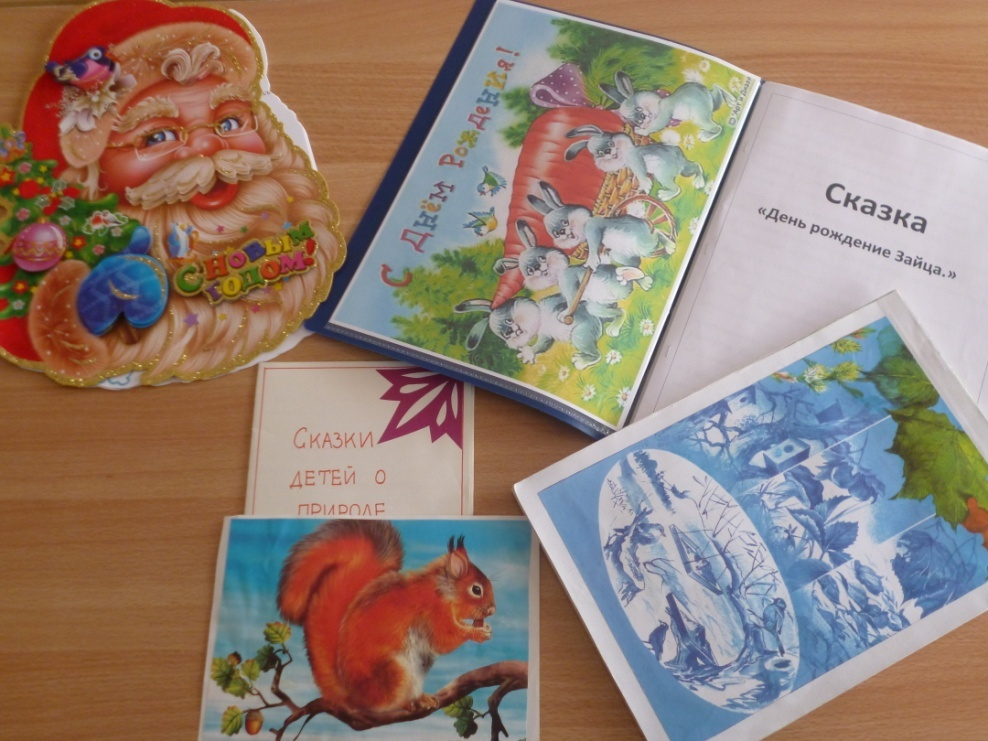 С НОВЫМ
ГОДОМ!
С Днём Рождения!
Сказка
«День рождение Зайца.»
СКАЗКИ
ДЕТЕЙ О
ПРИРОДЕ